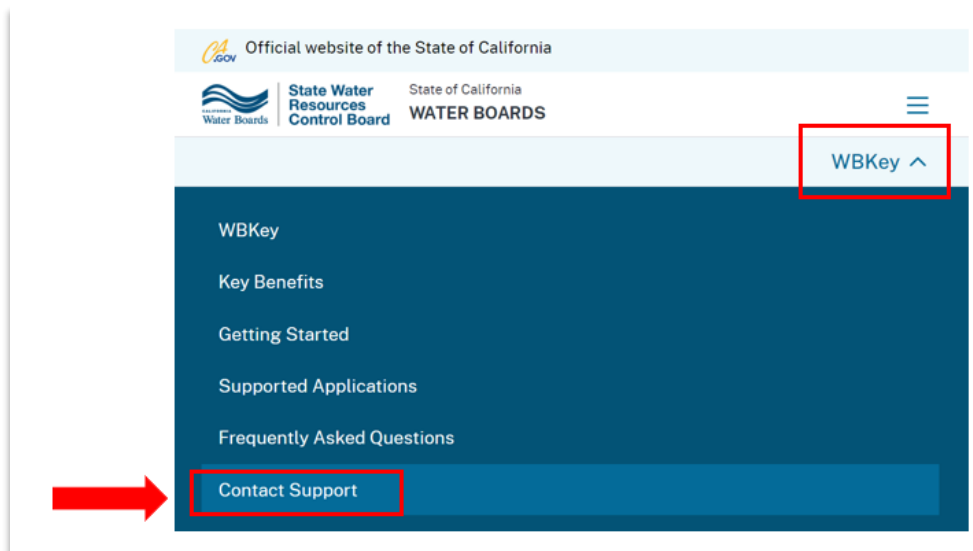 CA.GOV Official website of the State of California
CALIFORNIA
Water Boards
State Water
Resources
Control Board
State of California
WATER BOARDS
WBKey
WBKey
Key Benefits
Getting Started
Supported Applications
Frequently Asked Questions
Contact Support